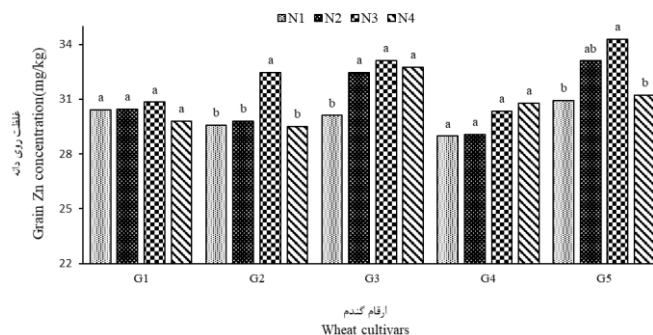 N1 N2 N3 N4
غلظت روی دانه
Grain Zn concentration(mg/kg)
34
31
28
25
22
a a a a
b b a b
b a a a
a a a a
b ab a b
G1 G2 G3 G4 G5
ارقام گندم
Wheat cultivars